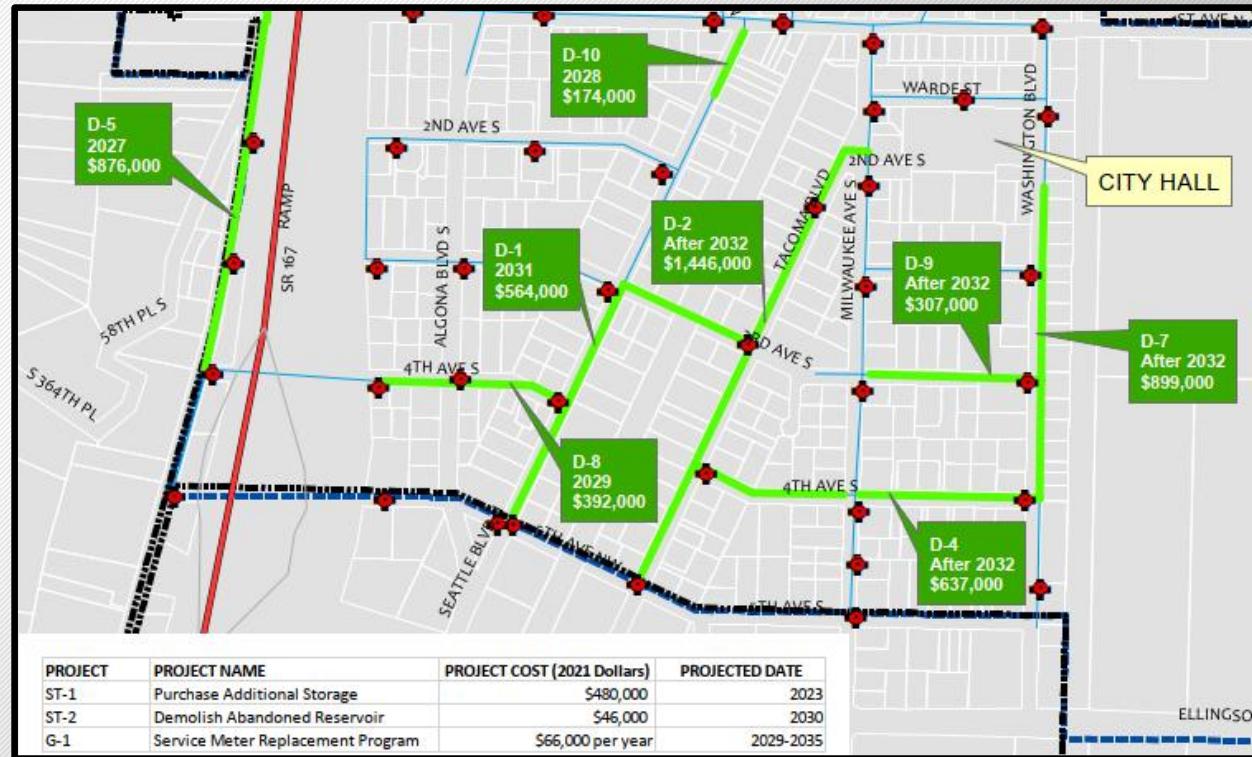 1ST AVE N
D-10
2028
$174,000
WARDE ST
WASHINGTON BLVD
D-5
2027
$876,000
2ND AVE S
2ND AVE S
CITY HALL
SR 167 RAMP
ALGONA BLVD S
D-1
2031
$564,000
D-2
After 2032
$1,446,000
TACOMA BLVD
MILWAUKEE AVE S
D-9
After 2032
$307,000
58TH PL S
S 364TH PL
4TH AVE S
3RD AVE S
D-7
After 2032
$899,000
D-8
2029
$392,000
4TH AVE S
D-4
After 2032
$637,000
SEATTLE BLV
5TH AVE NW
5TH AVE S
PROJECT PROJECT NAME PROJECT COST (2021 Dollars) PROJECTED DATE
ST-1 Purchase Additional Storage $480,000 2023
ST-2 Demolish Abandoned Reservoir $46,000 2030
G-1 Service Meter Replacement Program $66,000 per year 2029-2035
ELLINGSO